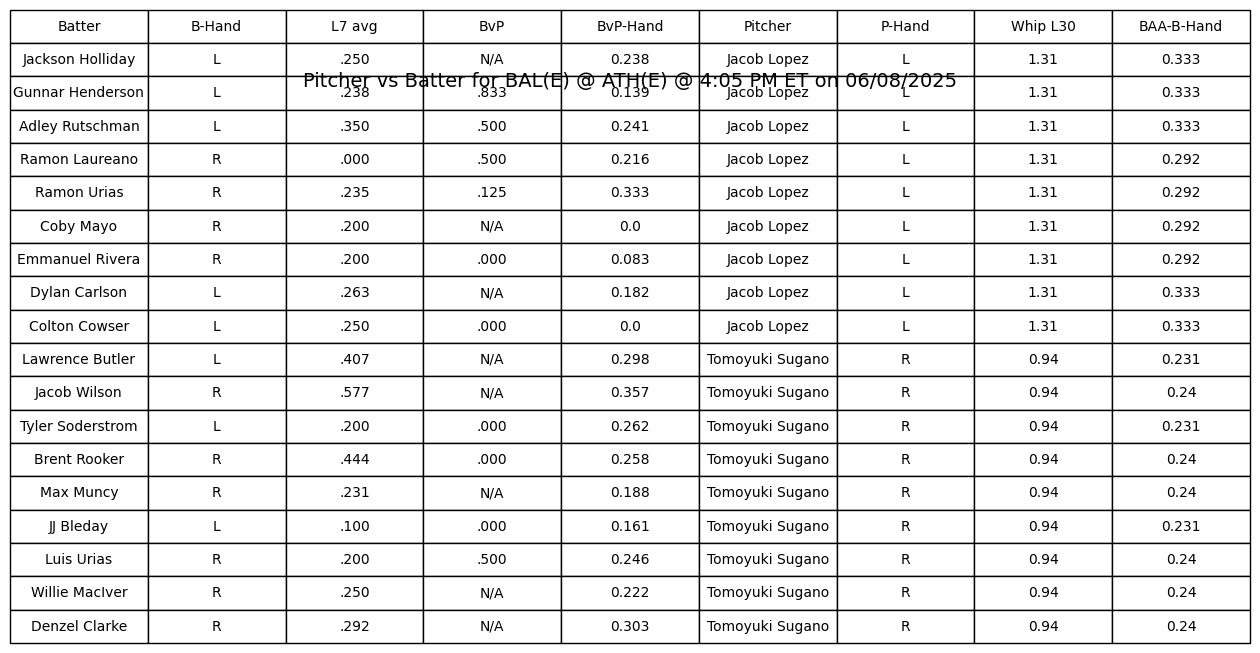 Batter B-Hand L7 avg BvP BvP-Hand Pitcher P-Hand Whip L30 BAA-B-Hand
Jackson Holliday L .250 N/A 0.238 Jacob Lopez L 1.31 0.333
Pitcher vs Batter for BAL(E) @ ATH(E) @ 4:05 PM ET on 06/08/2025
Gunnar Henderson L .238 .833 0.139 Jacob Lopez L 1.31 0.333
Adley Rutschman L .350 .500 0.241 Jacob Lopez L 1.31 0.333
Ramon Laureano R .000 .500 0.216 Jacob Lopez L 1.31 0.292
Ramon Urias R .235 .125 0.333 Jacob Lopez L 1.31 0.292
Coby Mayo R .200 N/A 0.0 Jacob Lopez L 1.31 0.292
Emmanuel Rivera R .200 .000 0.083 Jacob Lopez L 1.31 0.292
Dylan Carlson L .263 N/A 0.182 Jacob Lopez L 1.31 0.333
Colton Cowser L .250 .000 0.0 Jacob Lopez L 1.31 0.333
Lawrence Butler L .407 N/A 0.298 Tomoyuki Sugano R 0.94 0.231
Jacob Wilson R .577 N/A 0.357 Tomoyuki Sugano R 0.94 0.24
Tyler Soderstrom L .200 .000 0.262 Tomoyuki Sugano R 0.94 0.231
Brent Rooker R .444 .000 0.258 Tomoyuki Sugano R 0.94 0.24
Max Muncy R .231 N/A 0.188 Tomoyuki Sugano R 0.94 0.24
JJ Bleday L .100 .000 0.161 Tomoyuki Sugano R 0.94 0.231
Luis Urias R .200 .500 0.246 Tomoyuki Sugano R 0.94 0.24
Willie MacIver R .250 N/A 0.222 Tomoyuki Sugano R 0.94 0.24
Denzel Clarke R .292 N/A 0.303 Tomoyuki Sugano R 0.94 0.24